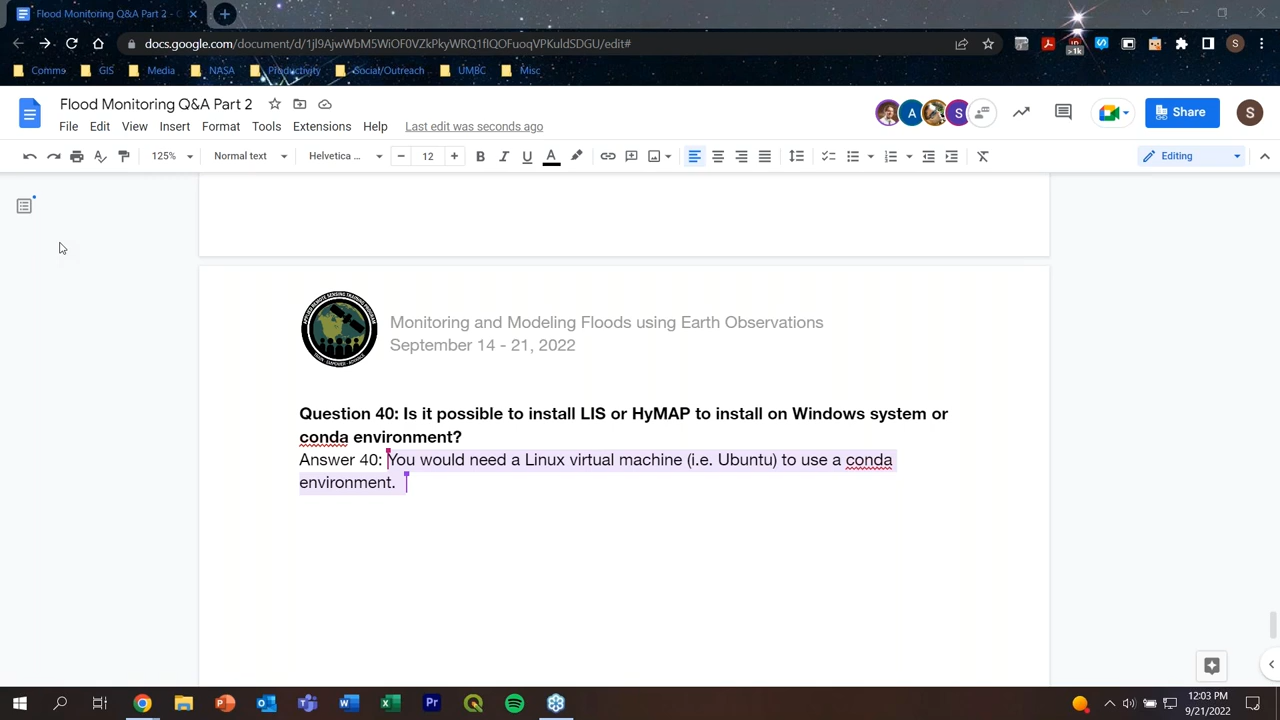 Flood Monitoring Q&A Part 2 - G
docs.google.com/document/d/1jl9AjwWbM5WiOF0VZkPkyWRQ1flQOFuoqVPKuldSDGU/edit#
>1k
S
Comms
GIS
Media
NASA
Productivity
Social/Outreach
UMBC
Misc
Flood Monitoring Q&A Part 2
A
S
Share
S
File Edit View Insert Format Tools Extensions Help Last edit was seconds ago
125% Normal text Helvetica ... 12 B I U A Editing
Monitoring and Modeling Floods using Earth Observations
September 14 - 21, 2022
Question 40: Is it possible to install LIS or HyMAP to install on Windows system or
conda environment?
Answer 40: You would need a Linux virtual machine (i.e. Ubuntu) to use a conda
environment.
12:03 PM
9/21/2022